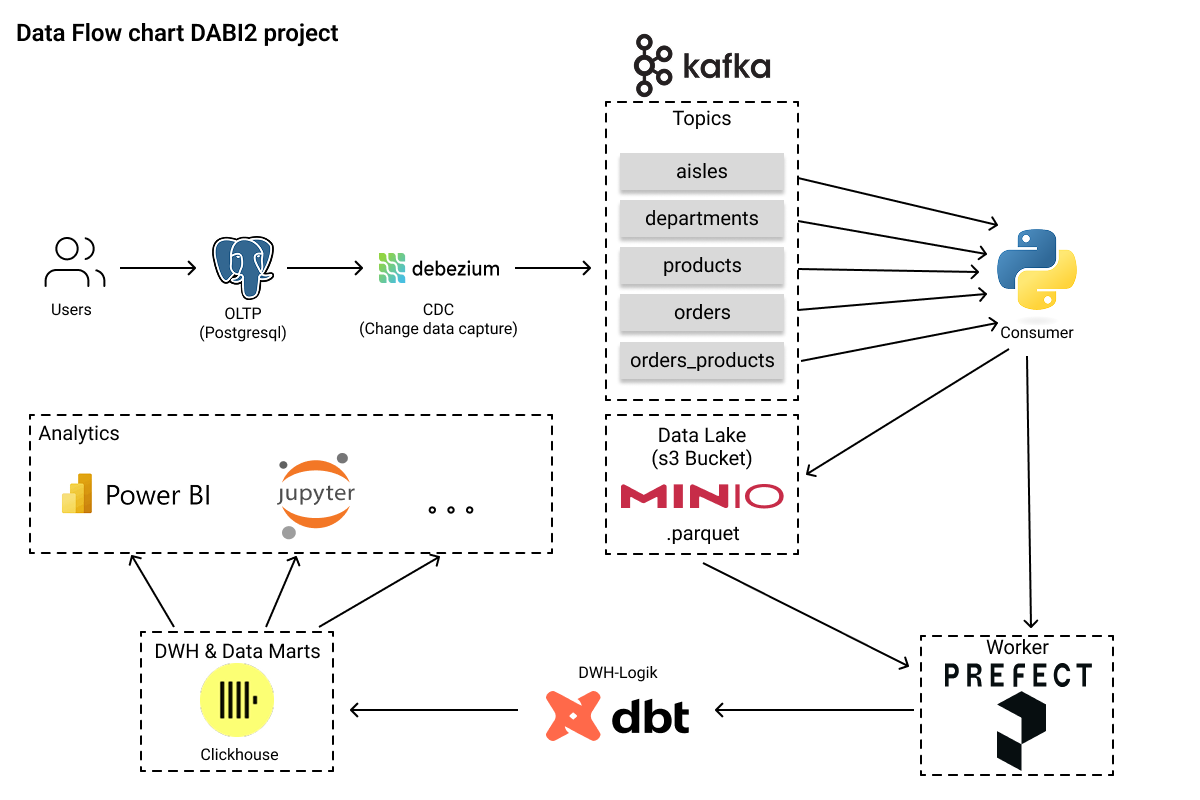 Data Flow chart DABI2 project
kafka
Topics
aisles
departments
products
orders
orders_products
Users
OLTP
(Postgresql)
debezium
CDC
(Change data capture)
Consumer
Analytics
Power BI
jupyter
Data Lake
(s3 Bucket)
MINIO
.parquet
DWH & Data Marts
Clickhouse
DWH-Logik
dbt
Worker
PREFECT